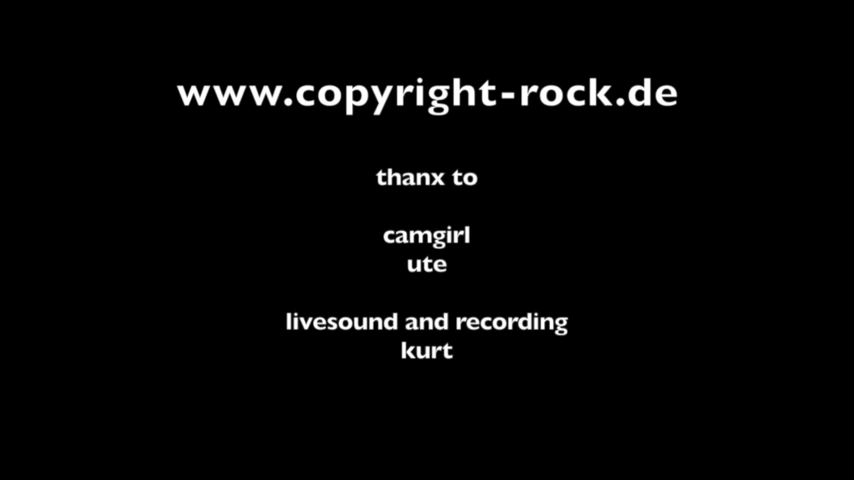 www.copyright-rock.de
thanx to
camgirl
ute
livesound and recording
kurt